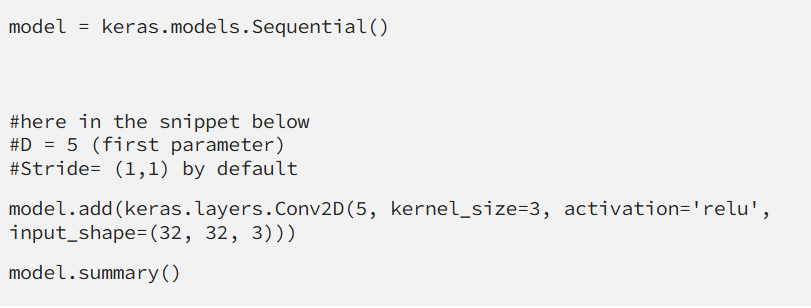 model = keras.models.Sequential()
#here in the snippet below
#D = 5 (first parameter)
#Stride= (1,1) by default
model.add(keras.layers.Conv2D(5, kernel_size=3, activation='relu',
input_shape=(32, 32, 3)))
model.summary()